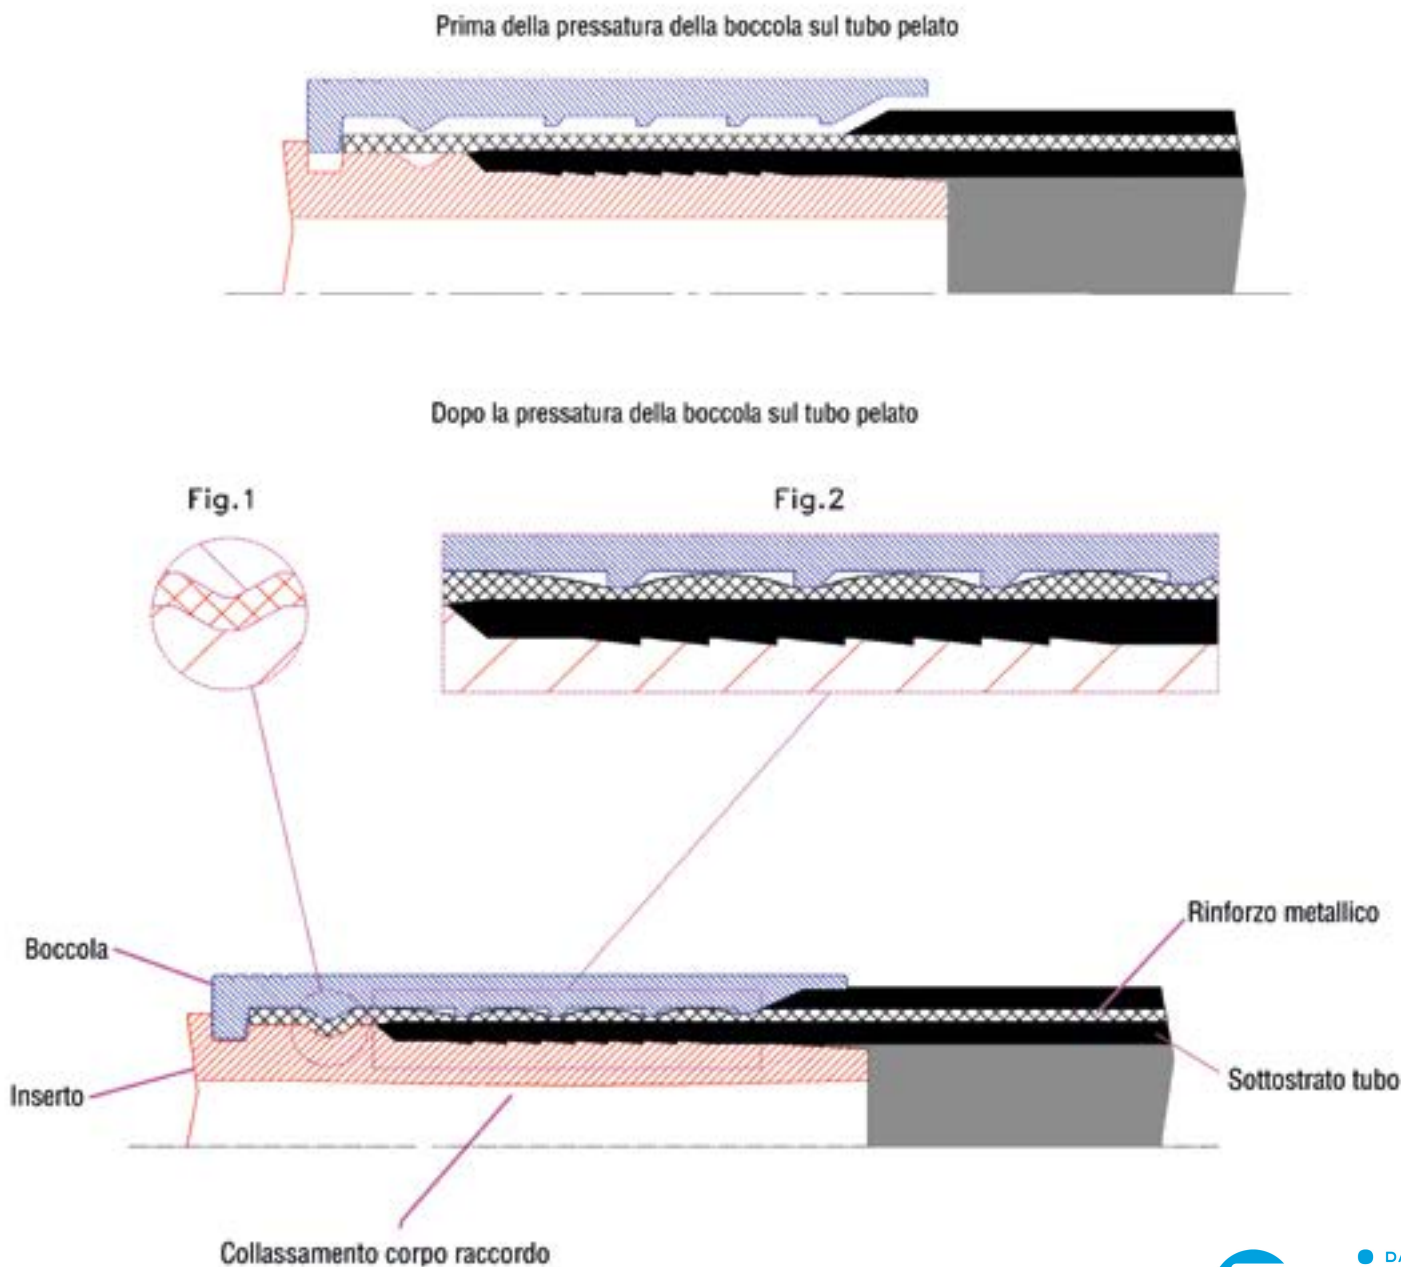 Prima della pressatura della boccola sul tubo pelato
Dopo la pressatura della boccola sul tubo pelato
Fig.1
Fig.2
Rinforzo metallico
Boccola
Sottostrato tubo
Inserto
Collassamento corpo raccordo